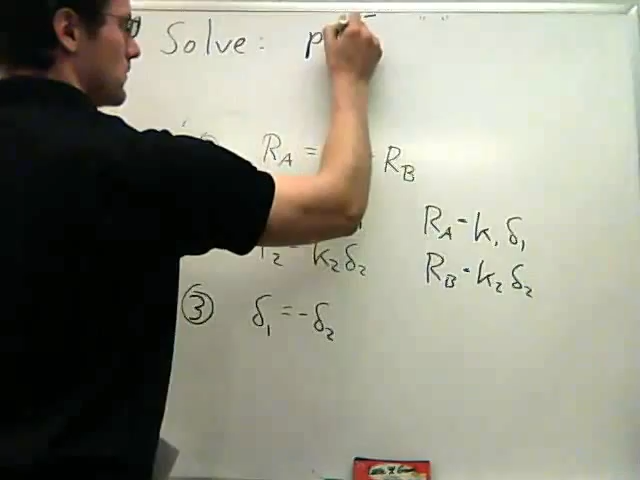 Solve: p
R_A = R_B
R_A = k_1 δ_1
= k_2 δ_2
R_B = k_2 δ_2
③ δ_1 = -δ_2